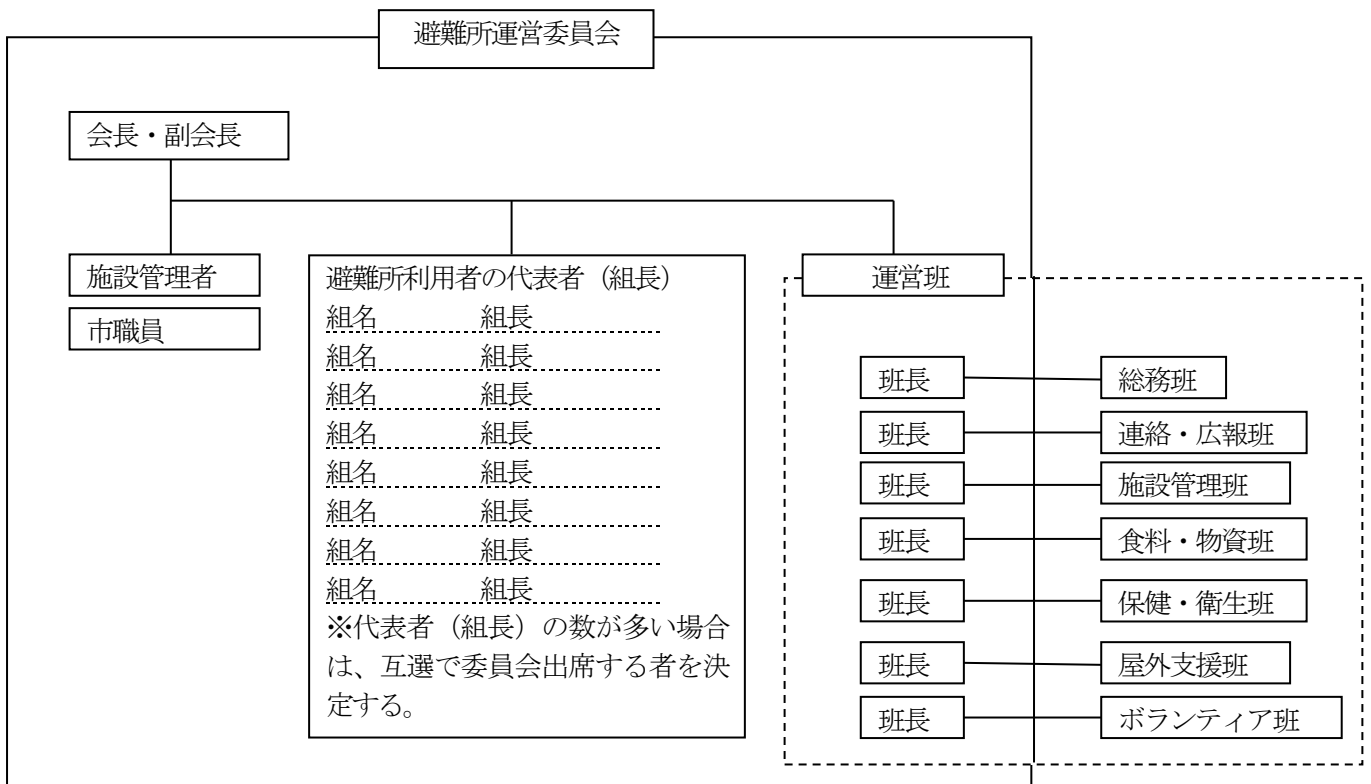 避難所運営委員会
会長・副会長
施設管理者
市職員
避難所利用者の代表者（組長）
組名 組長
組名 組長
組名 組長
組名 組長
組名 組長
組名 組長
組名 組長
組名 組長
※代表者（組長）の数が多い場合
は、互選で委員会出席する者を決
定する。
運営班
班長 総務班
班長 連絡・広報班
班長 施設管理班
班長 食料・物資班
班長 保健・衛生班
班長 屋外支援班
班長 ボランティア班